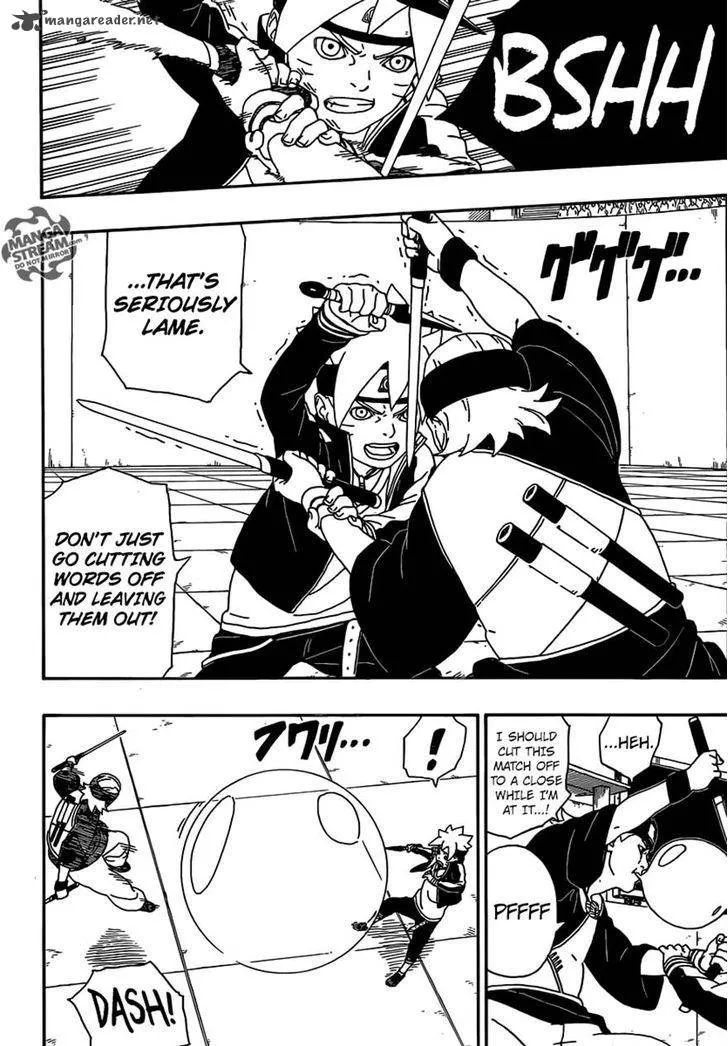 mangareader.net
BSHH
MANGA
STREAM.com
DO NOT MIRROR!
グググ...
...THAT'S
SERIOUSLY
LAME.
DON'T JUST
GO CUTTING
WORDS OFF
AND LEAVING
THEM OUT!
...HEH.
I SHOULD
CUT THIS
MATCH OFF
TO A CLOSE
WHILE I'M
AT IT...!
PFFFF
!
フワリ...
DASH!